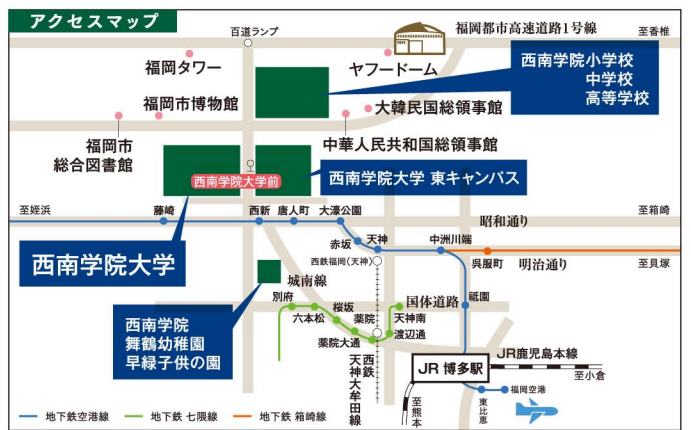 アクセスマップ
百道ランプ
福岡都市高速道路1号線
至香椎
福岡タワー
ヤフードーム
西南学院小学校
中学校
高等学校
福岡市博物館
大韓民国総領事館
福岡市
総合図書館
中華人民共和国総領事館
西南学院大学前
西南学院大学 東キャンパス
至姪浜
藤崎
西新
唐人町
大濠公園
昭和通り
至箱崎
赤坂
天神
中洲川端
西南学院大学
西鉄福岡(天神)
呉服町
明治通り
至貝塚
城南線
別府
国体道路
祇園
西南学院
舞鶴幼稚園
早緑子供の園
六本松
桜坂
薬院
天神南
薬院大通
渡辺通
西鉄
天神大牟田線
JR 博多駅
JR鹿児島本線
至小倉
至熊本
東比恵
福岡空港
地下鉄空港線
地下鉄 七隈線
地下鉄 箱崎線